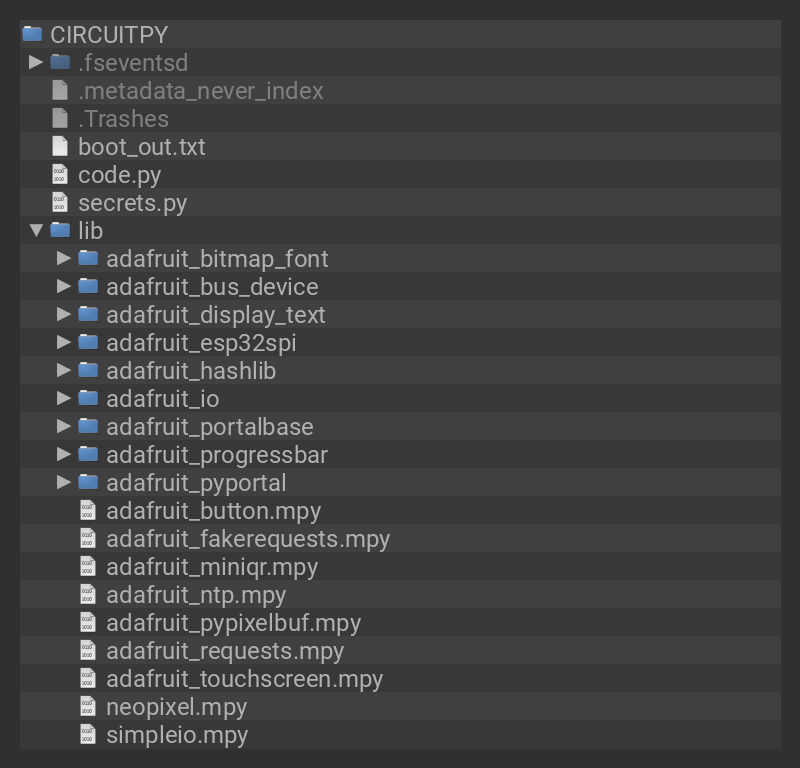 CIRCUITPY
.fseventsd
.metadata_never_index
.Trashes
boot_out.txt
code.py
secrets.py
lib
adafruit_bitmap_font
adafruit_bus_device
adafruit_display_text
adafruit_esp32spi
adafruit_hashlib
adafruit_io
adafruit_portalbase
adafruit_progressbar
adafruit_pyportal
adafruit_button.mpy
adafruit_fakerequests.mpy
adafruit_miniqr.mpy
adafruit_ntp.mpy
adafruit_pypixelbuf.mpy
adafruit_requests.mpy
adafruit_touchscreen.mpy
neopixel.mpy
simpleio.mpy